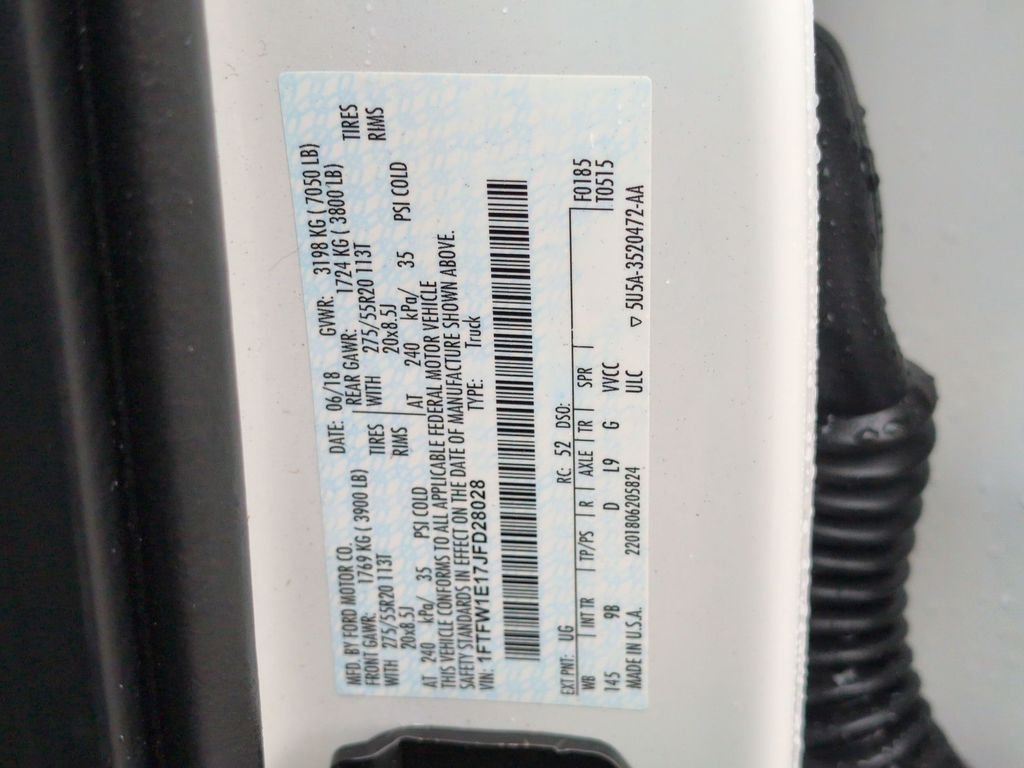 MFD. BY FORD MOTOR CO. DATE: 06/18 GVWR: 3198 KG ( 7050 LB)
FRONT GAWR: 1769 KG ( 3900 LB) REAR GAWR: 1724 KG ( 3800 LB)
WITH 275/55R20 113T TIRES WITH 275/55R20 113T TIRES
20x8.5J RIMS 20x8.5J RIMS
AT 240 kPa/ 35 PSI COLD AT 240 kPa/ 35 PSI COLD
THIS VEHICLE CONFORMS TO ALL APPLICABLE FEDERAL MOTOR VEHICLE
SAFETY STANDARDS IN EFFECT ON THE DATE OF MANUFACTURE SHOWN ABOVE.
VIN: 1FTFW1E17JFD28028 TYPE: Truck
EXT PNT: UG RC: 52 DSO: F0185
WB INT TR TP/PS R AXLE TR SPR T0515
145 9B D L9 G VVCC
MADE IN U.S.A. 2201806205824 ULC ▽ 5U5A-3520472-AA